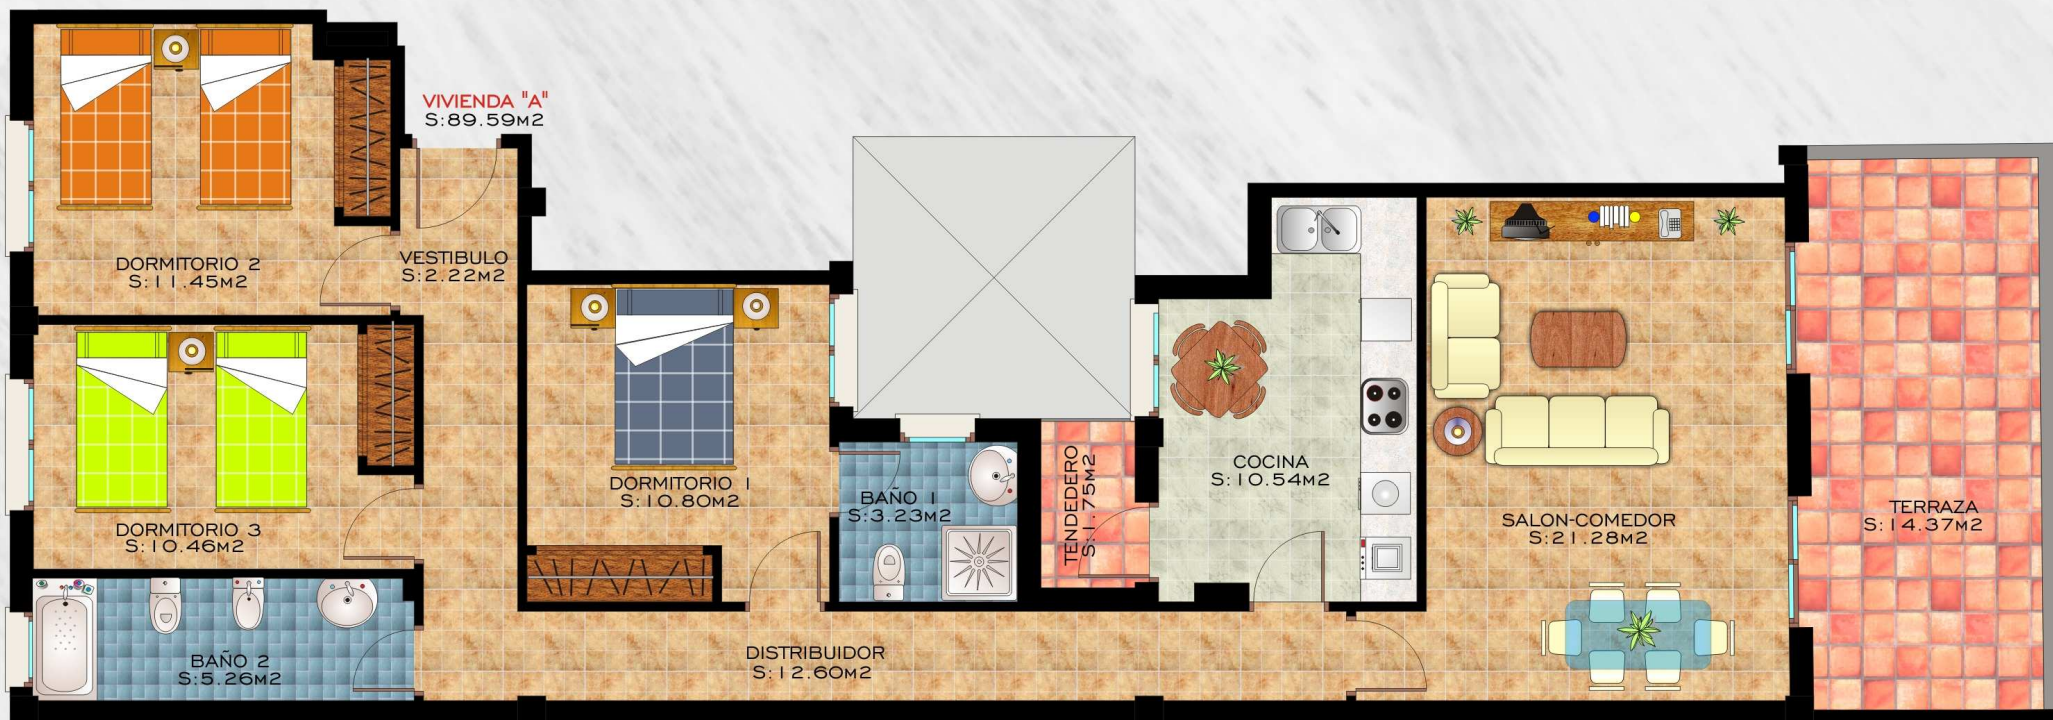 VIVIENDA "A"
S:89.59M2
DORMITORIO 2
S:11.45M2
VESTIBULO
S:2.22M2
DORMITORIO 3
S:10.46M2
BAÑO 2
S:5.26M2
DORMITORIO 1
S:10.80M2
BAÑO 1
S:3.23M2
TENDEDERO
S:1.75M2
COCINA
S:10.54M2
DISTRIBUIDOR
S:12.60M2
SALON-COMEDOR
S:21.28M2
TERRAZA
S:14.37M2